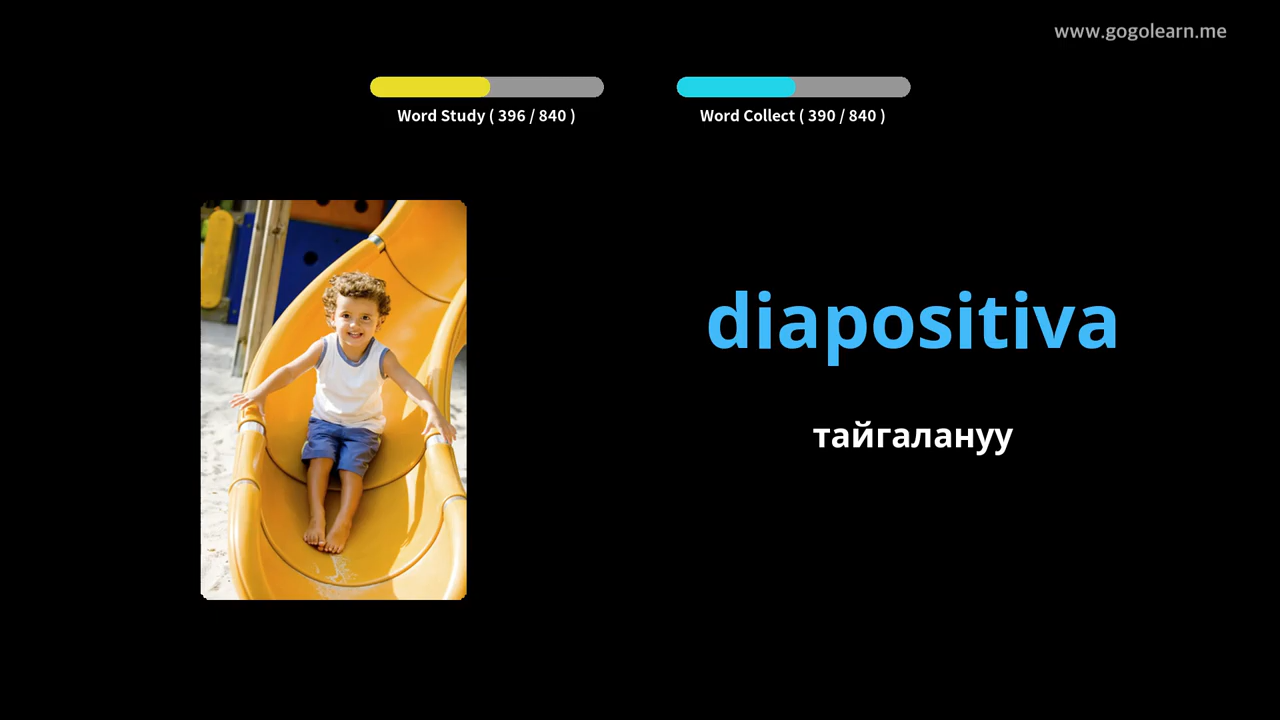 www.gogolearn.me
Word Study ( 396 / 840 )
Word Collect ( 390 / 840 )
diapositiva
тайгалануу